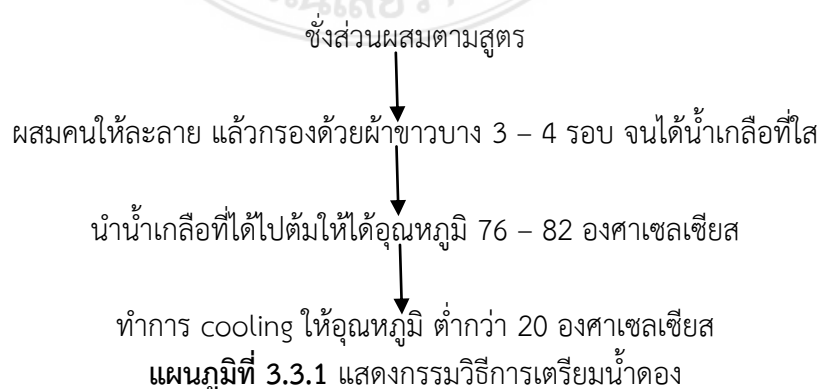 ชั่งส่วนผสมตามสูตร
ผสมคนให้ละลาย แล้วกรองด้วยผ้าขาวบาง 3 – 4 รอบ จนได้น้ำเกลือที่ใส
นำน้ำเกลือที่ได้ไปต้มให้ได้อุณหภูมิ 76 – 82 องศาเซลเซียส
ทำการ cooling ให้อุณหภูมิ ต่ำกว่า 20 องศาเซลเซียส
แผนภูมิที่ 3.3.1 แสดงกรรมวิธีการเตรียมน้ำดอง